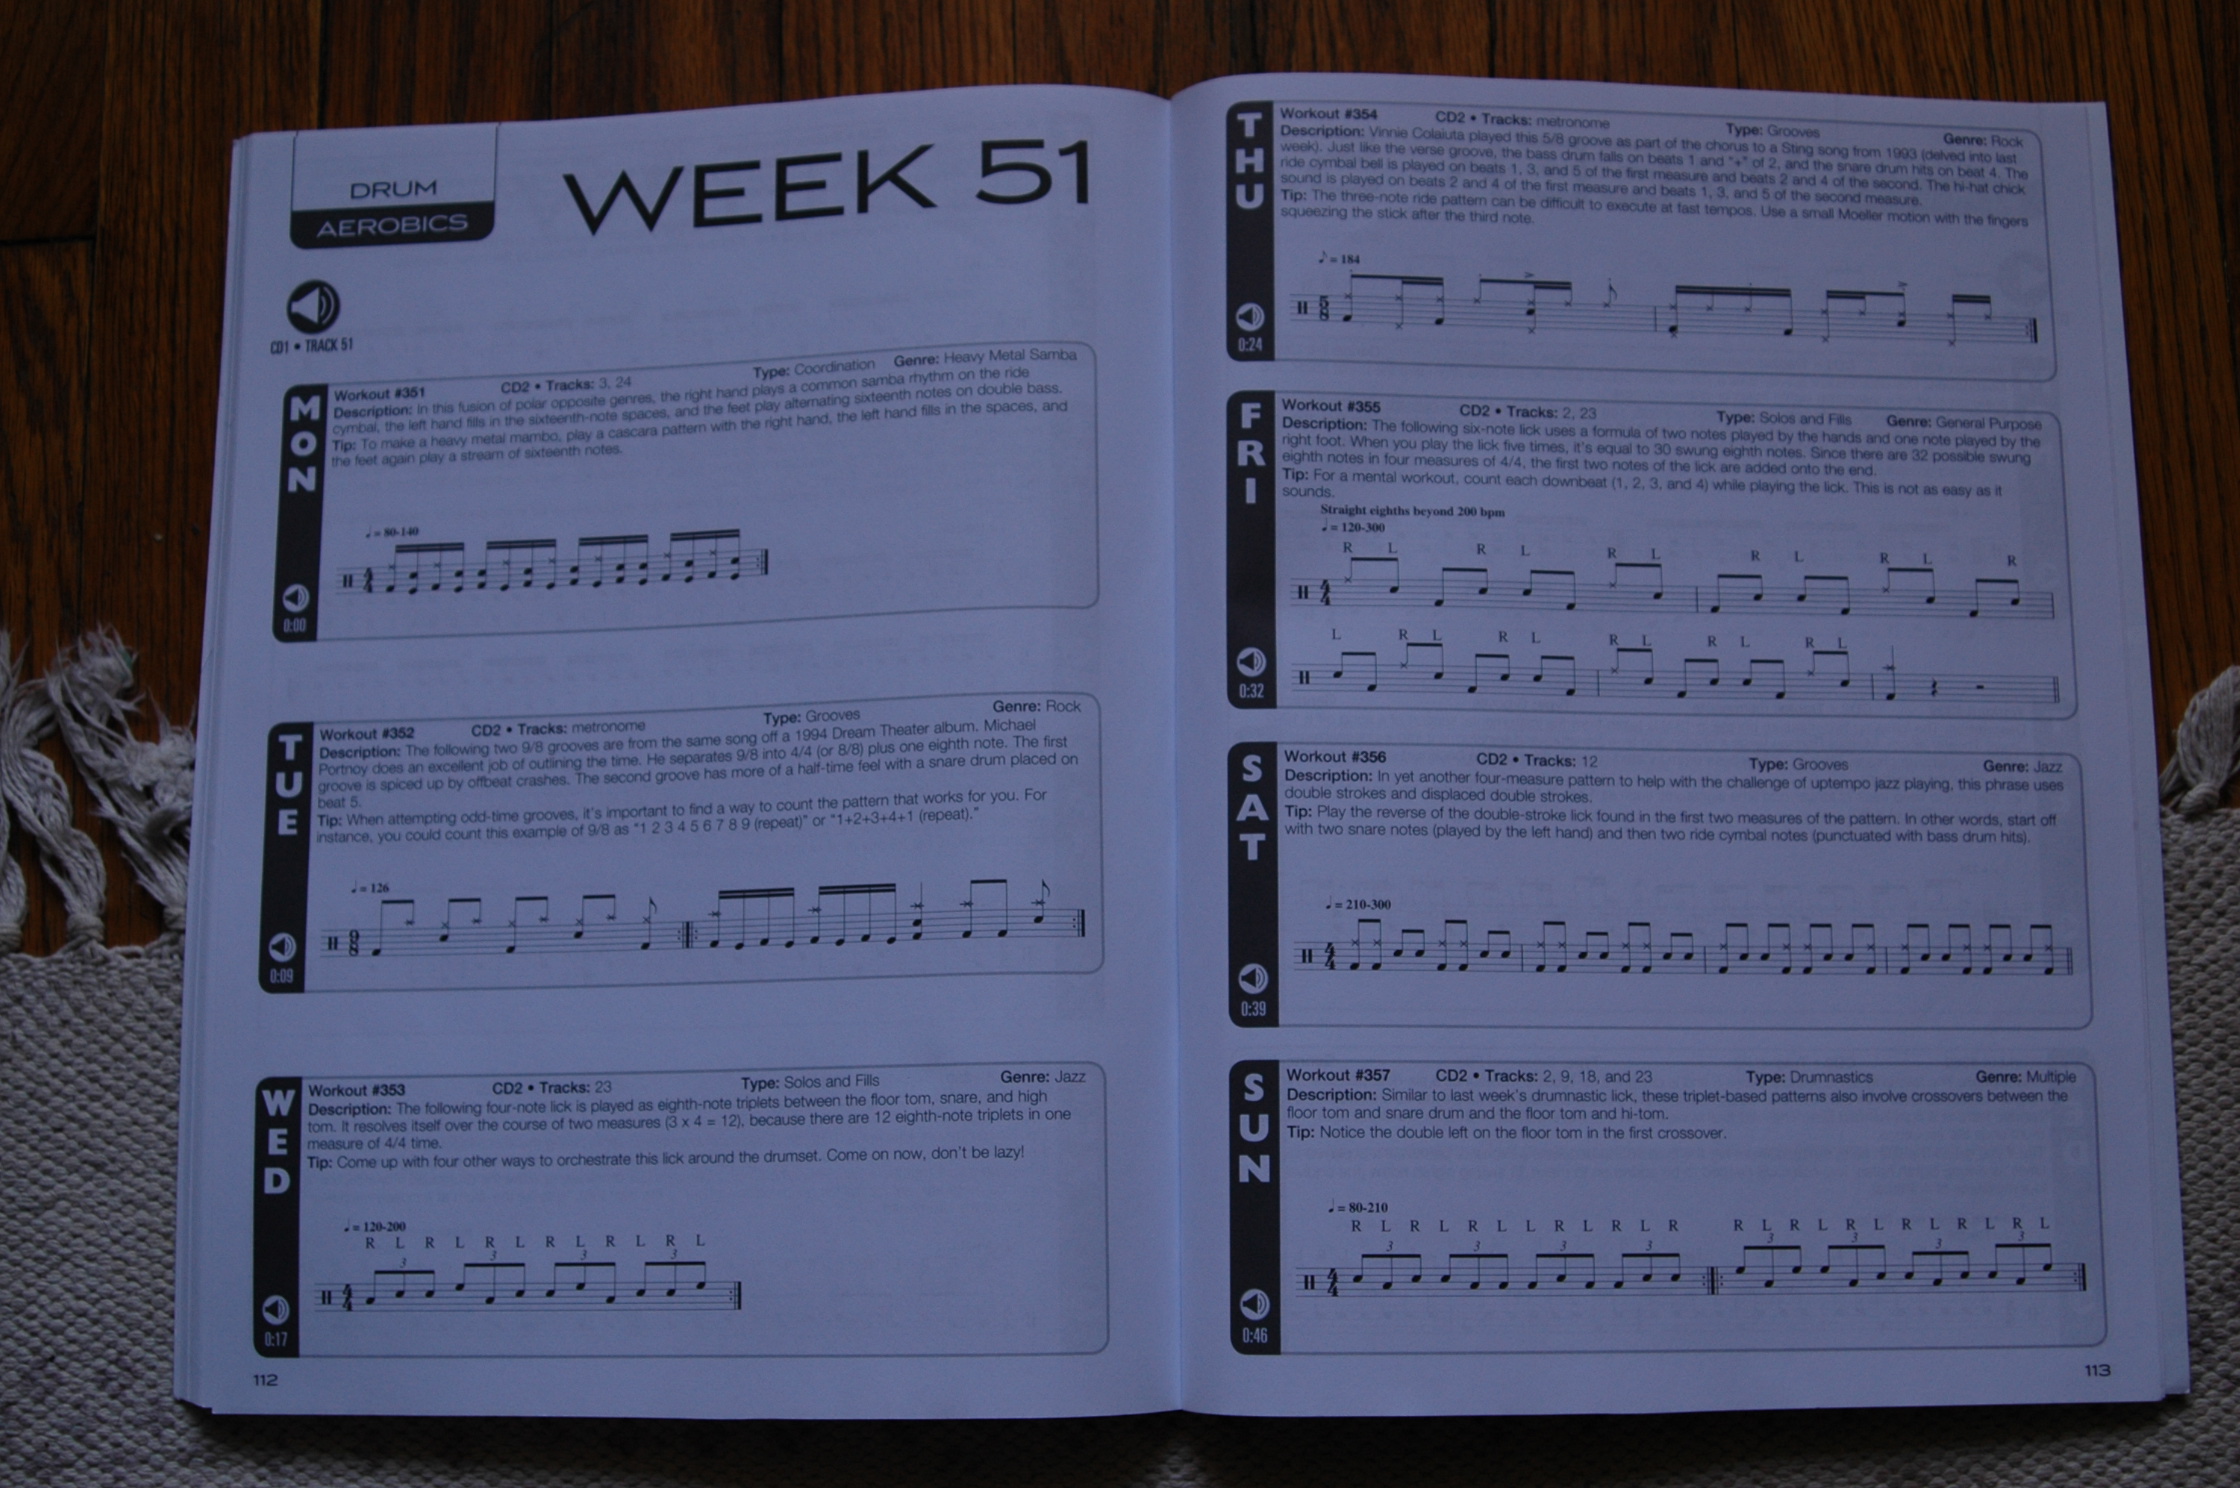 DRUM
AEROBICS
WEEK 51
CD1 • TRACK 51
MON
0:00
Workout #351 CD2 • Tracks: 3, 24 Type: Coordination Genre: Heavy Metal Samba
Description: In this fusion of polar opposite genres, the right hand plays a common samba rhythm on the ride
cymbal, the left hand fills in the sixteenth-note spaces, and the feet play alternating sixteenth notes on double bass.
Tip: To make a heavy metal mambo, play a cascara pattern with the right hand, the left hand fills in the spaces, and
the feet again play a stream of sixteenth notes.
♩ = 80-140
TUE
0:09
Workout #352 CD2 • Tracks: metronome Type: Grooves Genre: Rock
Description: The following two 9/8 grooves are from the same song off a 1994 Dream Theater album. Michael
Portnoy does an excellent job of outlining the time. He separates 9/8 into 4/4 (or 8/8) plus one eighth note. The first
groove is spiced up by offbeat crashes. The second groove has more of a half-time feel with a snare drum placed on
beat 5.
Tip: When attempting odd-time grooves, it's important to find a way to count the pattern that works for you. For
instance, you could count this example of 9/8 as "1 2 3 4 5 6 7 8 9 (repeat)" or "1+2+3+4+1 (repeat)."
♩ = 126
9
8
WED
0:17
Workout #353 CD2 • Tracks: 23 Type: Solos and Fills Genre: Jazz
Description: The following four-note lick is played as eighth-note triplets between the floor tom, snare, and high
tom. It resolves itself over the course of two measures (3 x 4 = 12), because there are 12 eighth-note triplets in one
measure of 4/4 time.
Tip: Come up with four other ways to orchestrate this lick around the drumset. Come on now, don't be lazy!
♩ = 120-200
R L R L R L R L R L R L
3 3 3 3
4
4
112
THU
0:24
Workout #354 CD2 • Tracks: metronome Type: Grooves Genre: Rock
Description: Vinnie Colaiuta played this 5/8 groove as part of the chorus to a Sting song from 1993 (delved into last
week). Just like the verse groove, the bass drum falls on beats 1 and "+" of 2, and the snare drum hits on beat 4. The
ride cymbal bell is played on beats 1, 3, and 5 of the first measure and beats 2 and 4 of the second. The hi-hat chick
sound is played on beats 2 and 4 of the first measure and beats 1, 3, and 5 of the second measure.
Tip: The three-note ride pattern can be difficult to execute at fast tempos. Use a small Moeller motion with the fingers
squeezing the stick after the third note.
♪ = 184
5
8
FRI
0:32
Workout #355 CD2 • Tracks: 2, 23 Type: Solos and Fills Genre: General Purpose
Description: The following six-note lick uses a formula of two notes played by the hands and one note played by the
right foot. When you play the lick five times, it's equal to 30 swung eighth notes. Since there are 32 possible swung
eighth notes in four measures of 4/4, the first two notes of the lick are added onto the end.
Tip: For a mental workout, count each downbeat (1, 2, 3, and 4) while playing the lick. This is not as easy as it
sounds.
Straight eighths beyond 200 bpm
♩ = 120-300
R L R L R L R L R L R
4
4
L R L R L R L R L R L
SAT
0:39
Workout #356 CD2 • Tracks: 12 Type: Grooves Genre: Jazz
Description: In yet another four-measure pattern to help with the challenge of uptempo jazz playing, this phrase uses
double strokes and displaced double strokes.
Tip: Play the reverse of the double-stroke lick found in the first two measures of the pattern. In other words, start off
with two snare notes (played by the left hand) and then two ride cymbal notes (punctuated with bass drum hits).
♩ = 210-300
4
4
SUN
0:46
Workout #357 CD2 • Tracks: 2, 9, 18, and 23 Type: Drumnastics Genre: Multiple
Description: Similar to last week's drumnastic lick, these triplet-based patterns also involve crossovers between the
floor tom and snare drum and the floor tom and hi-tom.
Tip: Notice the double left on the floor tom in the first crossover.
♩ = 80-210
R L R L R L R L R L R R L R L R L R L R L R L
3 3 3 3 3 3 3 3
4
4
113